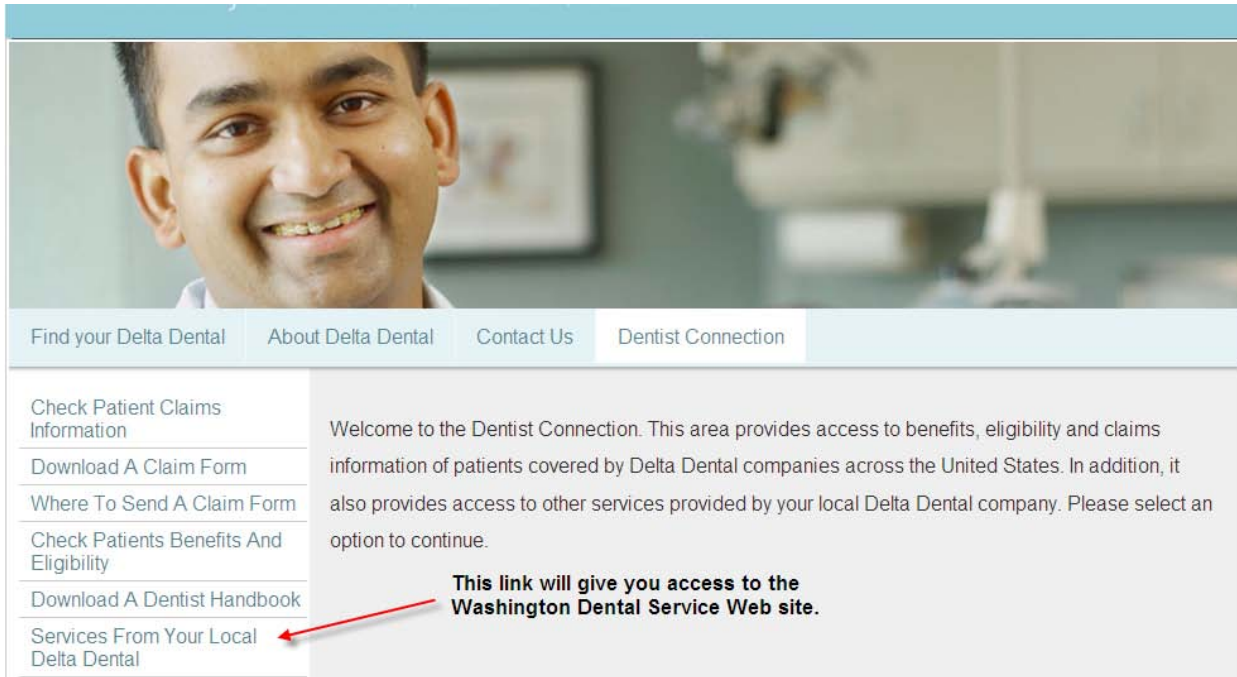 Find your Delta Dental About Delta Dental Contact Us Dentist Connection
Check Patient Claims
Information
Download A Claim Form
Where To Send A Claim Form
Check Patients Benefits And
Eligibility
Download A Dentist Handbook
Services From Your Local
Delta Dental
Welcome to the Dentist Connection. This area provides access to benefits, eligibility and claims
information of patients covered by Delta Dental companies across the United States. In addition, it
also provides access to other services provided by your local Delta Dental company. Please select an
option to continue.
This link will give you access to the
Washington Dental Service Web site.